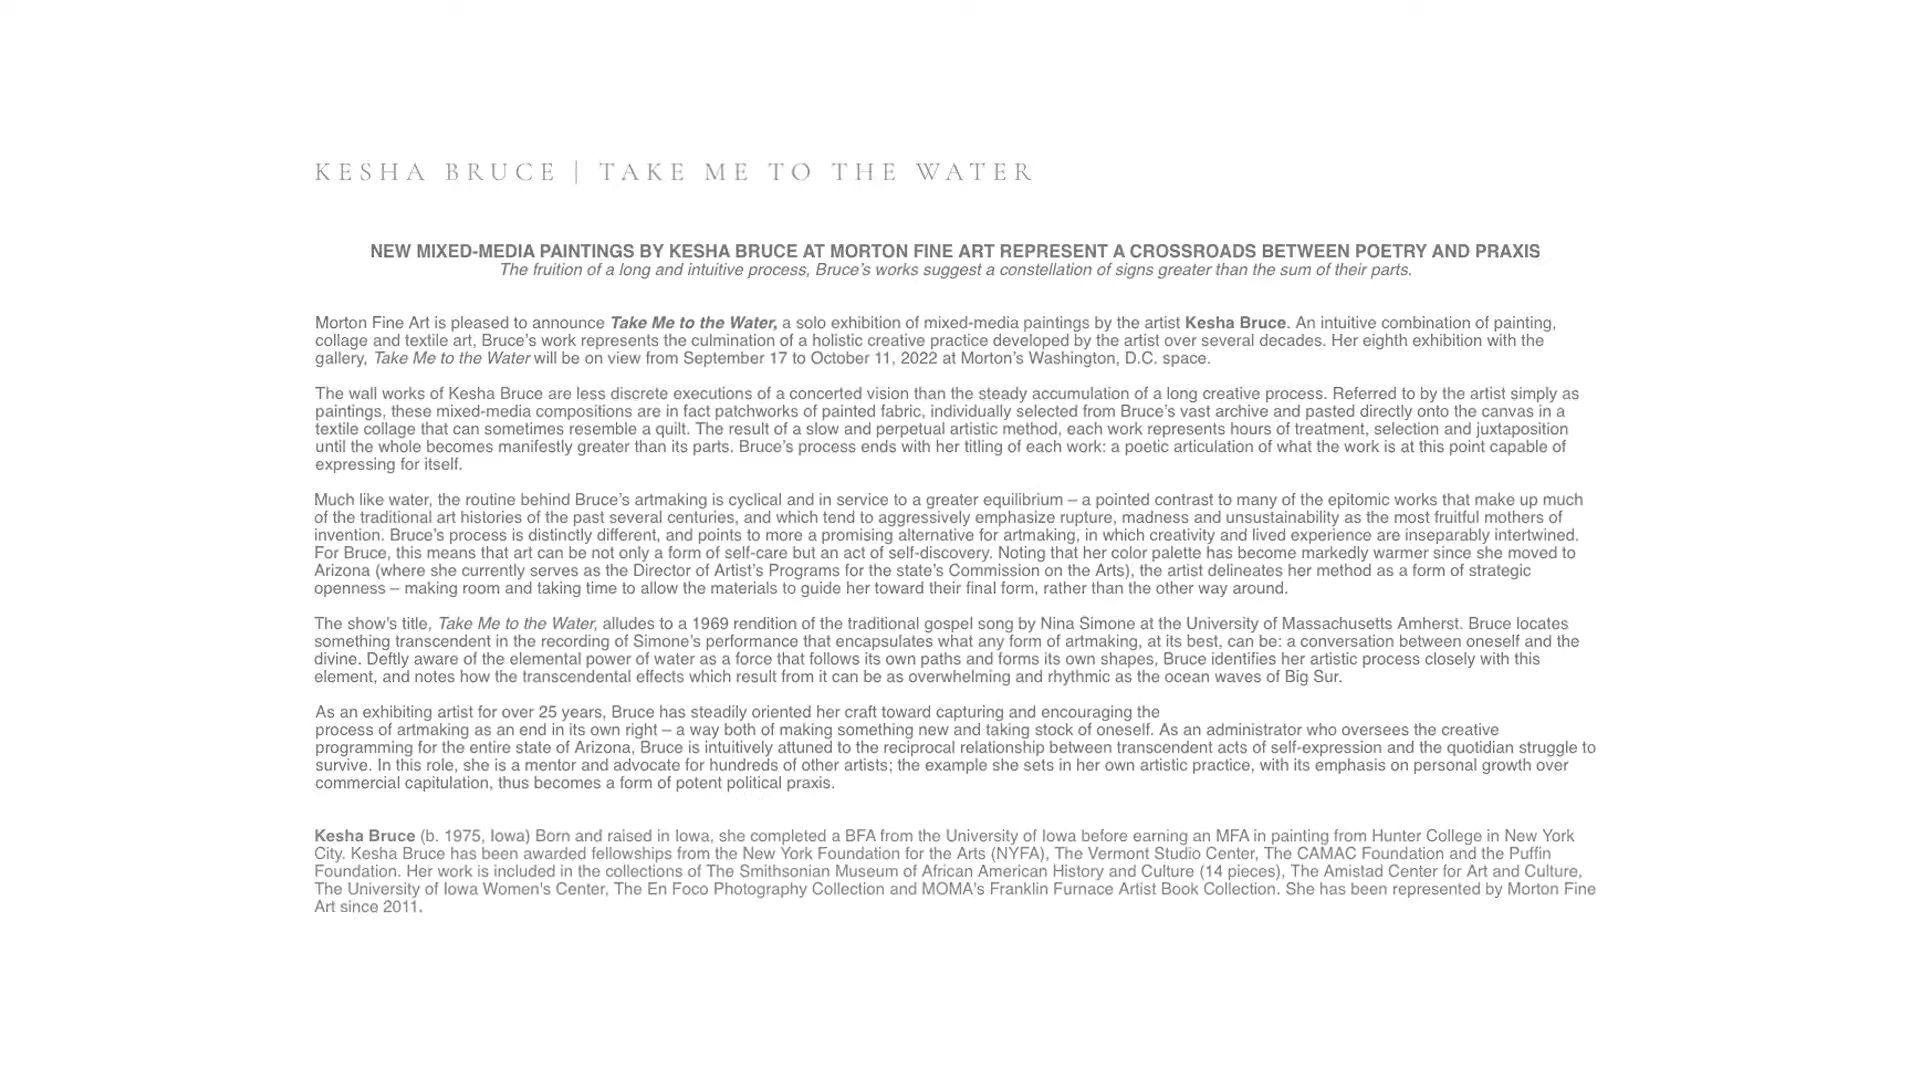 KESHA BRUCE | TAKE ME TO THE WATER
NEW MIXED-MEDIA PAINTINGS BY KESHA BRUCE AT MORTON FINE ART REPRESENT A CROSSROADS BETWEEN POETRY AND PRAXIS
The fruition of a long and intuitive process, Bruce's works suggest a constellation of signs greater than the sum of their parts.
Morton Fine Art is pleased to announce Take Me to the Water, a solo exhibition of mixed-media paintings by the artist Kesha Bruce. An intuitive combination of painting,
collage and textile art, Bruce's work represents the culmination of a holistic creative practice developed by the artist over several decades. Her eighth exhibition with the
gallery, Take Me to the Water will be on view from September 17 to October 11, 2022 at Morton's Washington, D.C. space.
The wall works of Kesha Bruce are less discrete executions of a concerted vision than the steady accumulation of a long creative process. Referred to by the artist simply as
paintings, these mixed-media compositions are in fact patchworks of painted fabric, individually selected from Bruce's vast archive and pasted directly onto the canvas in a
textile collage that can sometimes resemble a quilt. The result of a slow and perpetual artistic method, each work represents hours of treatment, selection and juxtaposition
until the whole becomes manifestly greater than its parts. Bruce's process ends with her titling of each work: a poetic articulation of what the work is at this point capable of
expressing for itself.
Much like water, the routine behind Bruce's artmaking is cyclical and in service to a greater equilibrium – a pointed contrast to many of the epitomic works that make up much
of the traditional art histories of the past several centuries, and which tend to aggressively emphasize rupture, madness and unsustainability as the most fruitful mothers of
invention. Bruce's process is distinctly different, and points to more a promising alternative for artmaking, in which creativity and lived experience are inseparably intertwined.
For Bruce, this means that art can be not only a form of self-care but an act of self-discovery. Noting that her color palette has become markedly warmer since she moved to
Arizona (where she currently serves as the Director of Artist's Programs for the state's Commission on the Arts), the artist delineates her method as a form of strategic
openness – making room and taking time to allow the materials to guide her toward their final form, rather than the other way around.
The show's title, Take Me to the Water, alludes to a 1969 rendition of the traditional gospel song by Nina Simone at the University of Massachusetts Amherst. Bruce locates
something transcendent in the recording of Simone's performance that encapsulates what any form of artmaking, at its best, can be: a conversation between oneself and the
divine. Deftly aware of the elemental power of water as a force that follows its own paths and forms its own shapes, Bruce identifies her artistic process closely with this
element, and notes how the transcendental effects which result from it can be as overwhelming and rhythmic as the ocean waves of Big Sur.
As an exhibiting artist for over 25 years, Bruce has steadily oriented her craft toward capturing and encouraging the
process of artmaking as an end in its own right – a way both of making something new and taking stock of oneself. As an administrator who oversees the creative
programming for the entire state of Arizona, Bruce is intuitively attuned to the reciprocal relationship between transcendent acts of self-expression and the quotidian struggle to
survive. In this role, she is a mentor and advocate for hundreds of other artists; the example she sets in her own artistic practice, with its emphasis on personal growth over
commercial capitulation, thus becomes a form of potent political praxis.
Kesha Bruce (b. 1975, Iowa) Born and raised in Iowa, she completed a BFA from the University of Iowa before earning an MFA in painting from Hunter College in New York
City. Kesha Bruce has been awarded fellowships from the New York Foundation for the Arts (NYFA), The Vermont Studio Center, The CAMAC Foundation and the Puffin
Foundation. Her work is included in the collections of The Smithsonian Museum of African American History and Culture (14 pieces), The Amistad Center for Art and Culture,
The University of Iowa Women's Center, The En Foco Photography Collection and MOMA's Franklin Furnace Artist Book Collection. She has been represented by Morton Fine
Art since 2011.